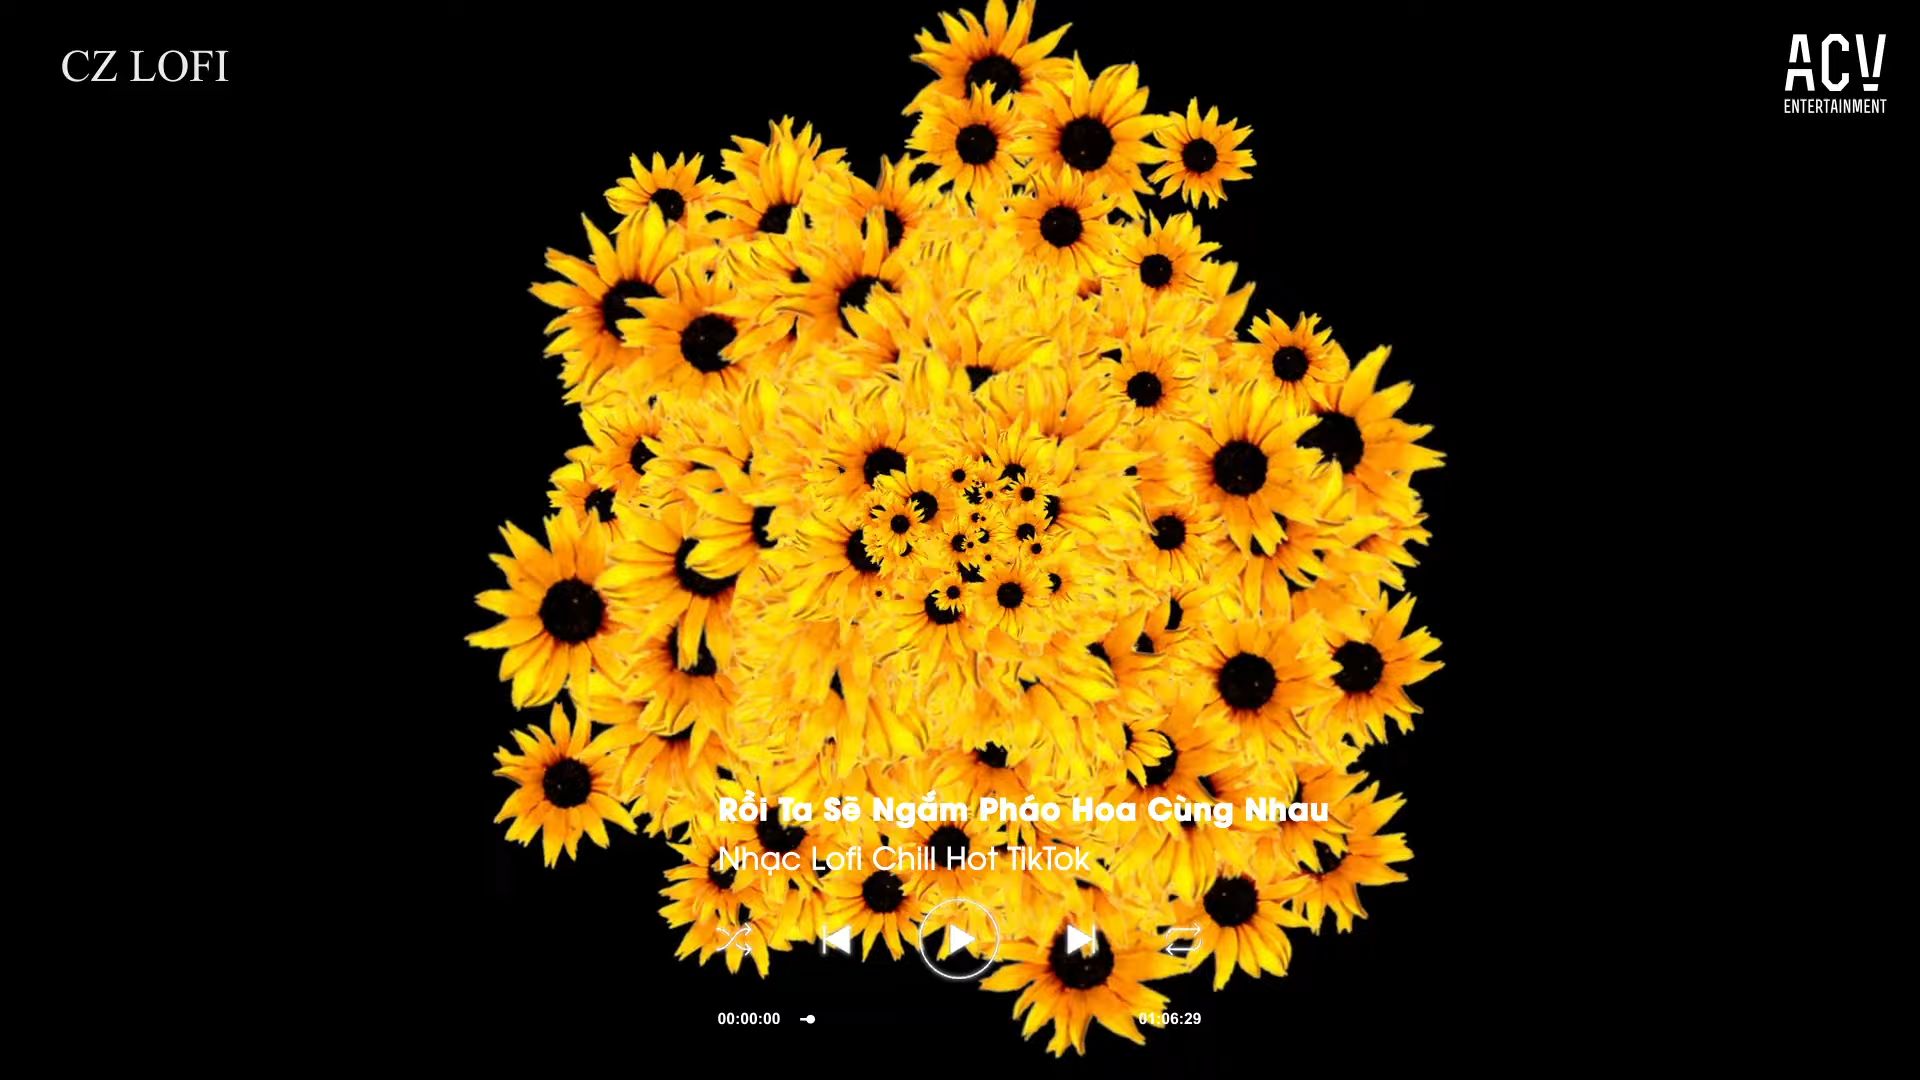 CZ LOFI
ACV
ENTERTAINMENT
Rồi Ta Sẽ Ngắm Pháo Hoa Cùng Nhau
Nhạc Lofi Chill Hot TikTok
00:00:00
01:06:29